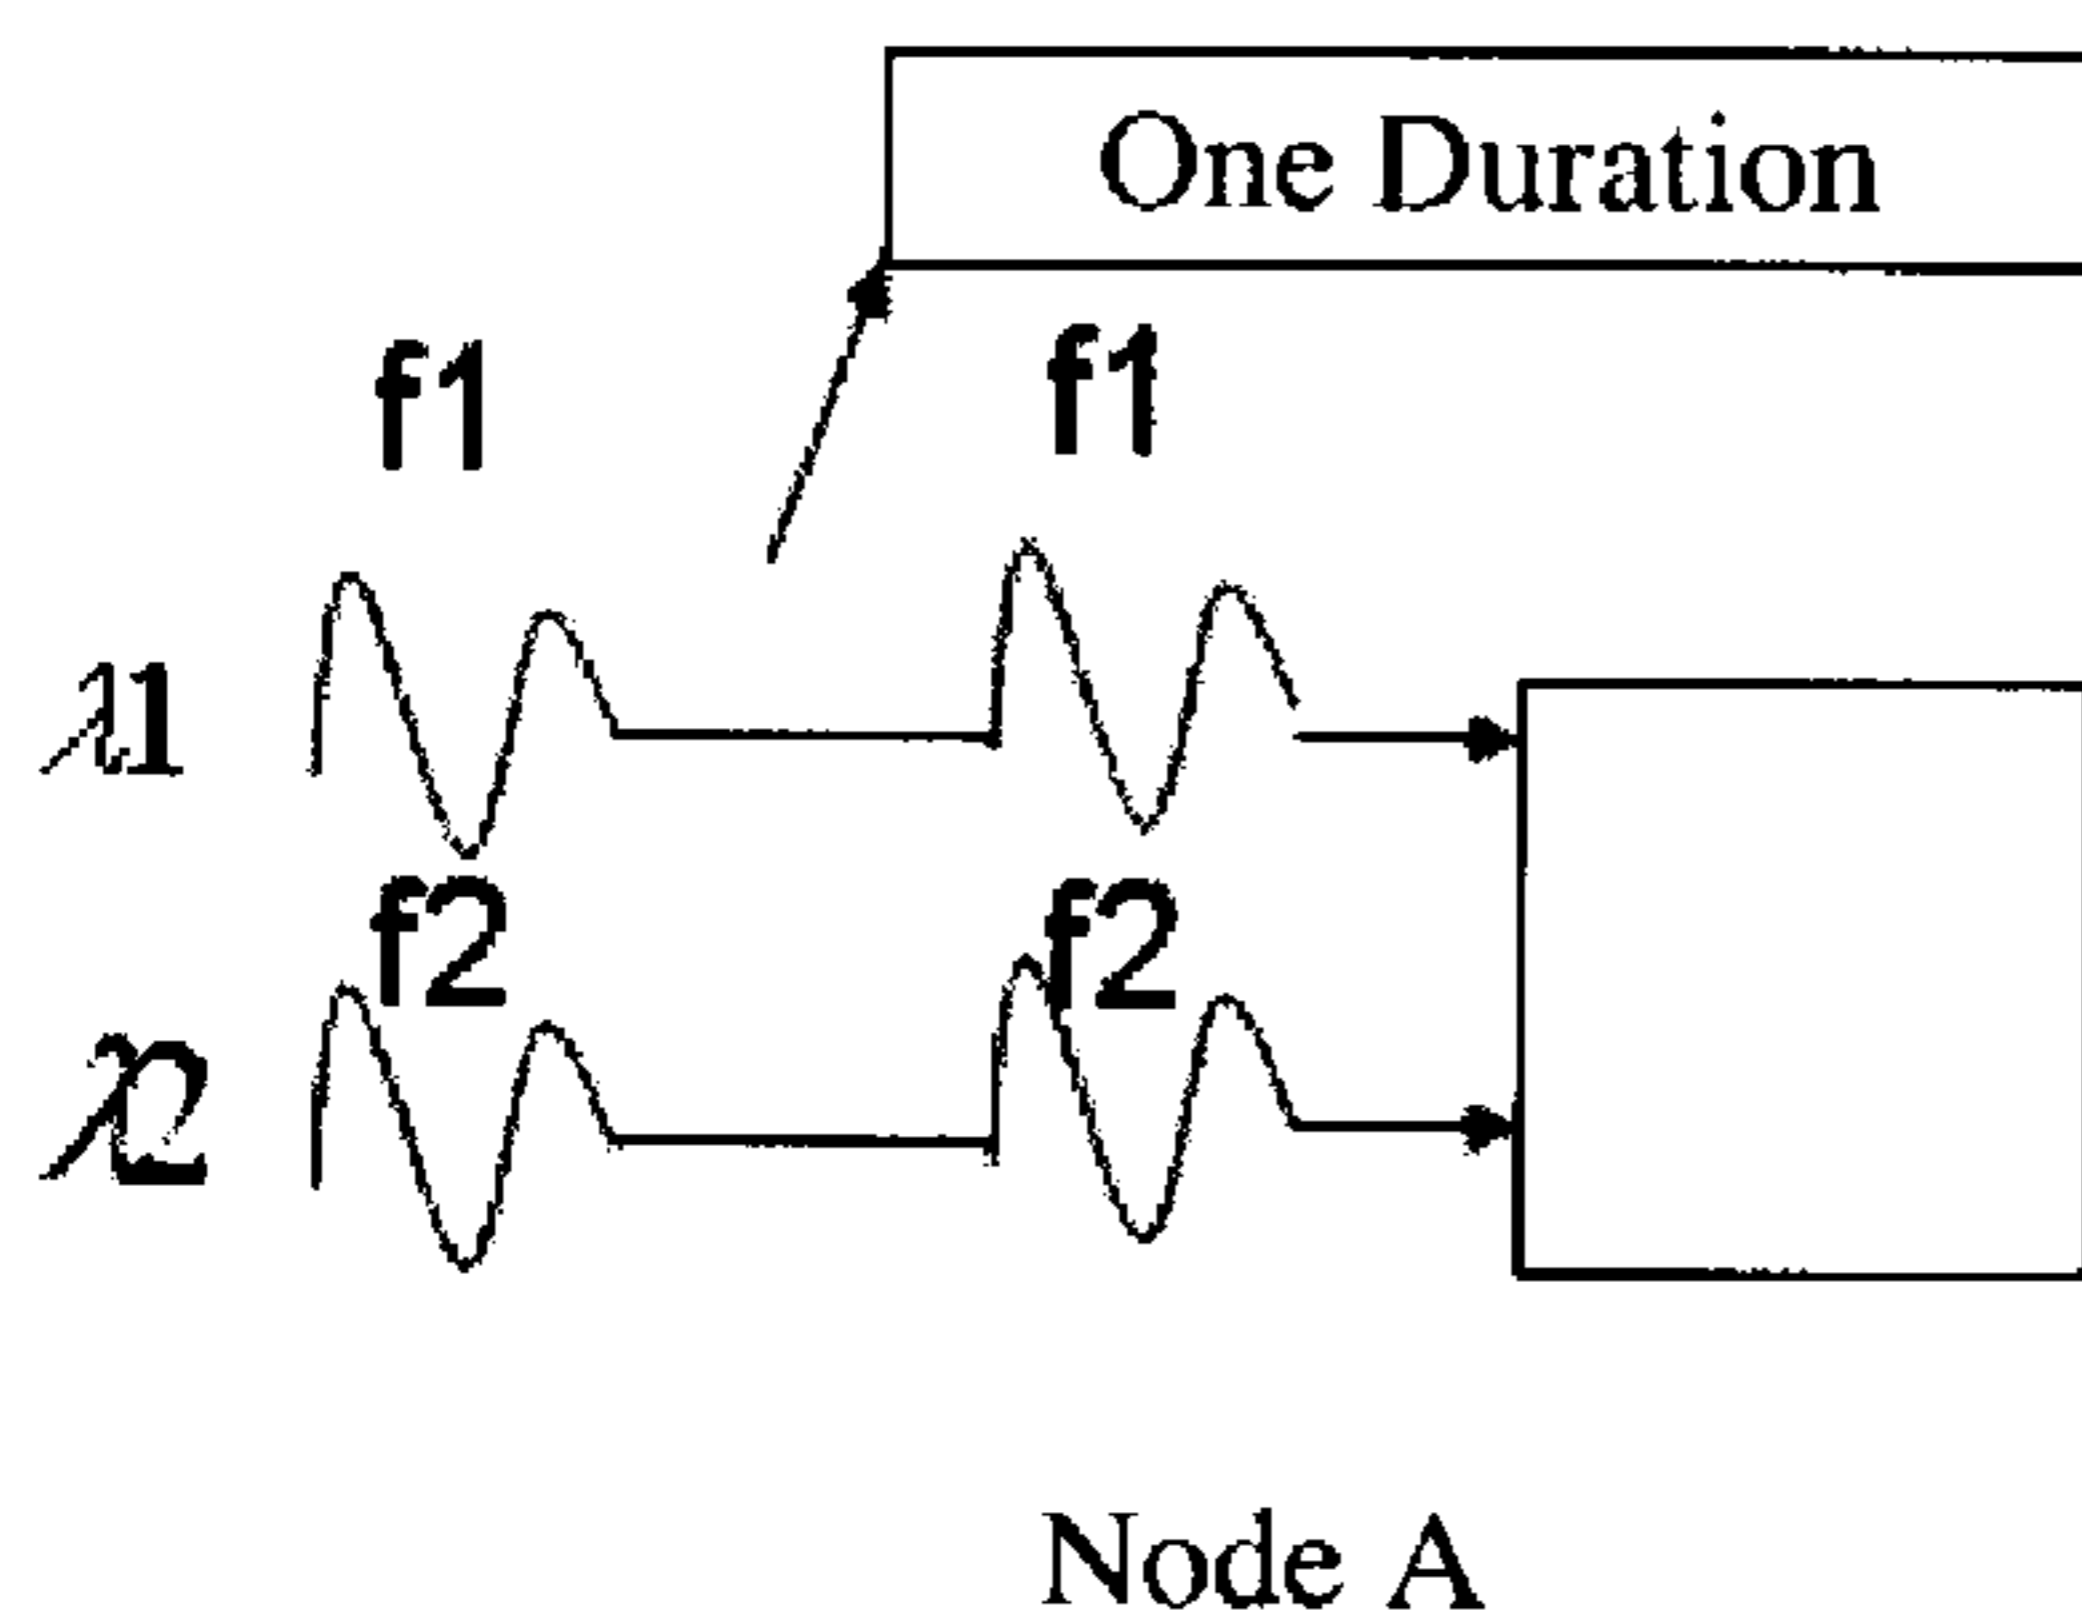 One Duration
f1 f1
λ1
f2 f2
λ2
Node A